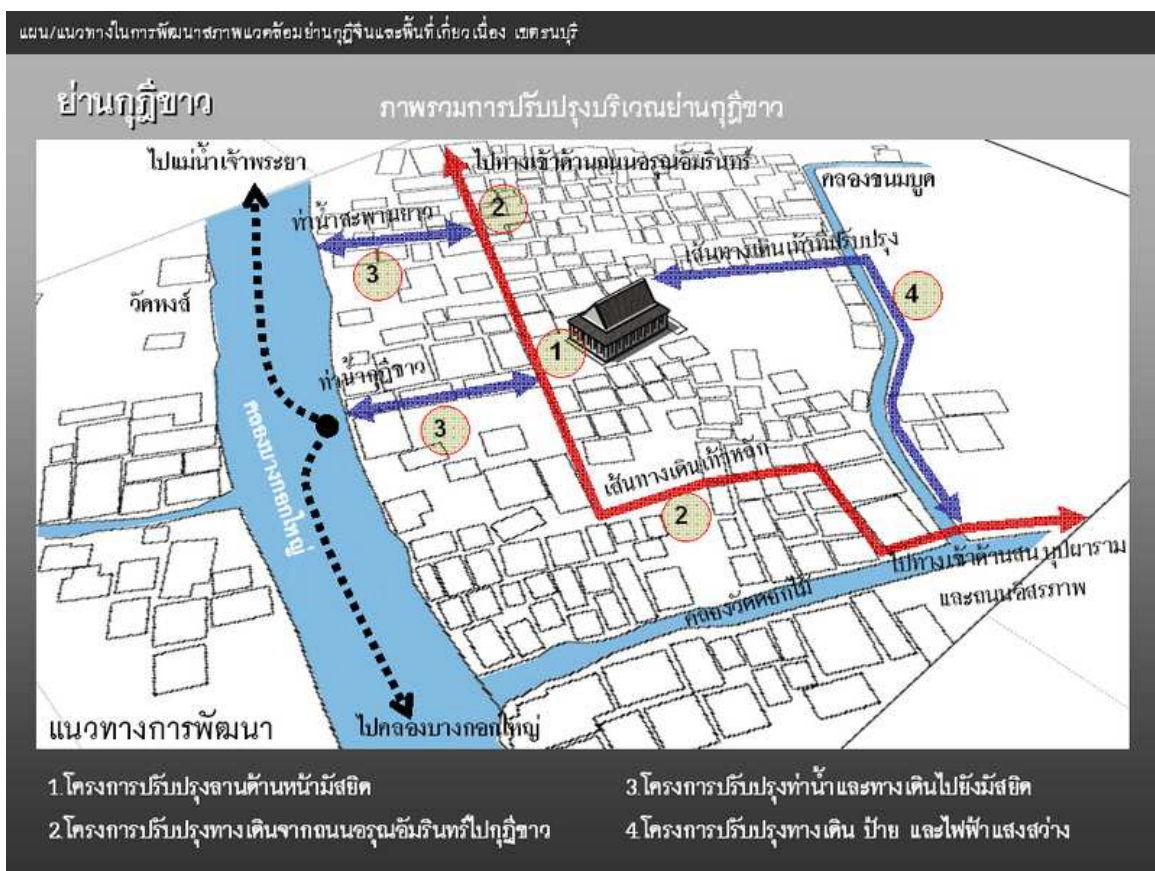 แผน/แนวทางในการพัฒนาสภาพแวดล้อมย่านกุฎีจีนและพื้นที่เกี่ยวเนื่อง เขตธนบุรี
ย่านกุฎีขาว
ภาพรวมการปรับปรุงบริเวณย่านกุฎีขาว
ไปแม่น้ำเจ้าพระยา
ไปทางเข้าด้านถนนอรุณอัมรินทร์
คลองขนมบูด
2
ท่าน้ำสะพานยาว
เส้นทางเดินเท้าที่ปรับปรุง
3
4
วัดหงส์
1
ท่าน้ำกุฎีขาว
3
คลองบางกอกใหญ่
เส้นทางเดินเท้าหลัก
2
ไปทางเข้าด้านสน.บุปผาราม
และถนนอิสรภาพ
คลองวัดดอกไม้
แนวทางการพัฒนา
ไปคลองบางกอกใหญ่
1.โครงการปรับปรุงลานด้านหน้ามัสยิด
2.โครงการปรับปรุงทางเดินจากถนนอรุณอัมรินทร์ไปกุฎีขาว
3.โครงการปรับปรุงท่าน้ำและทางเดินไปยังมัสยิด
4.โครงการปรับปรุงทางเดิน ป้าย และไฟฟ้าแสงสว่าง